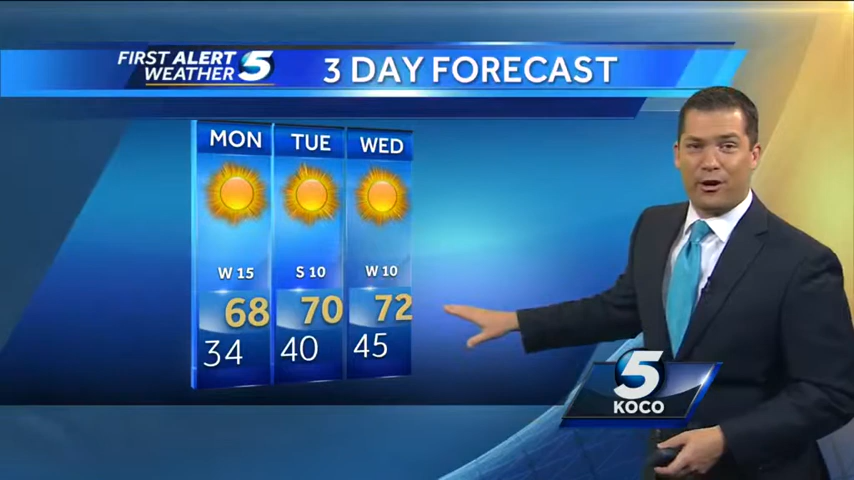 FIRST ALERT
WEATHER 5
3 DAY FORECAST
MON TUE WED
W 15 S 10 W 10
68 70 72
34 40 45
5
KOCO